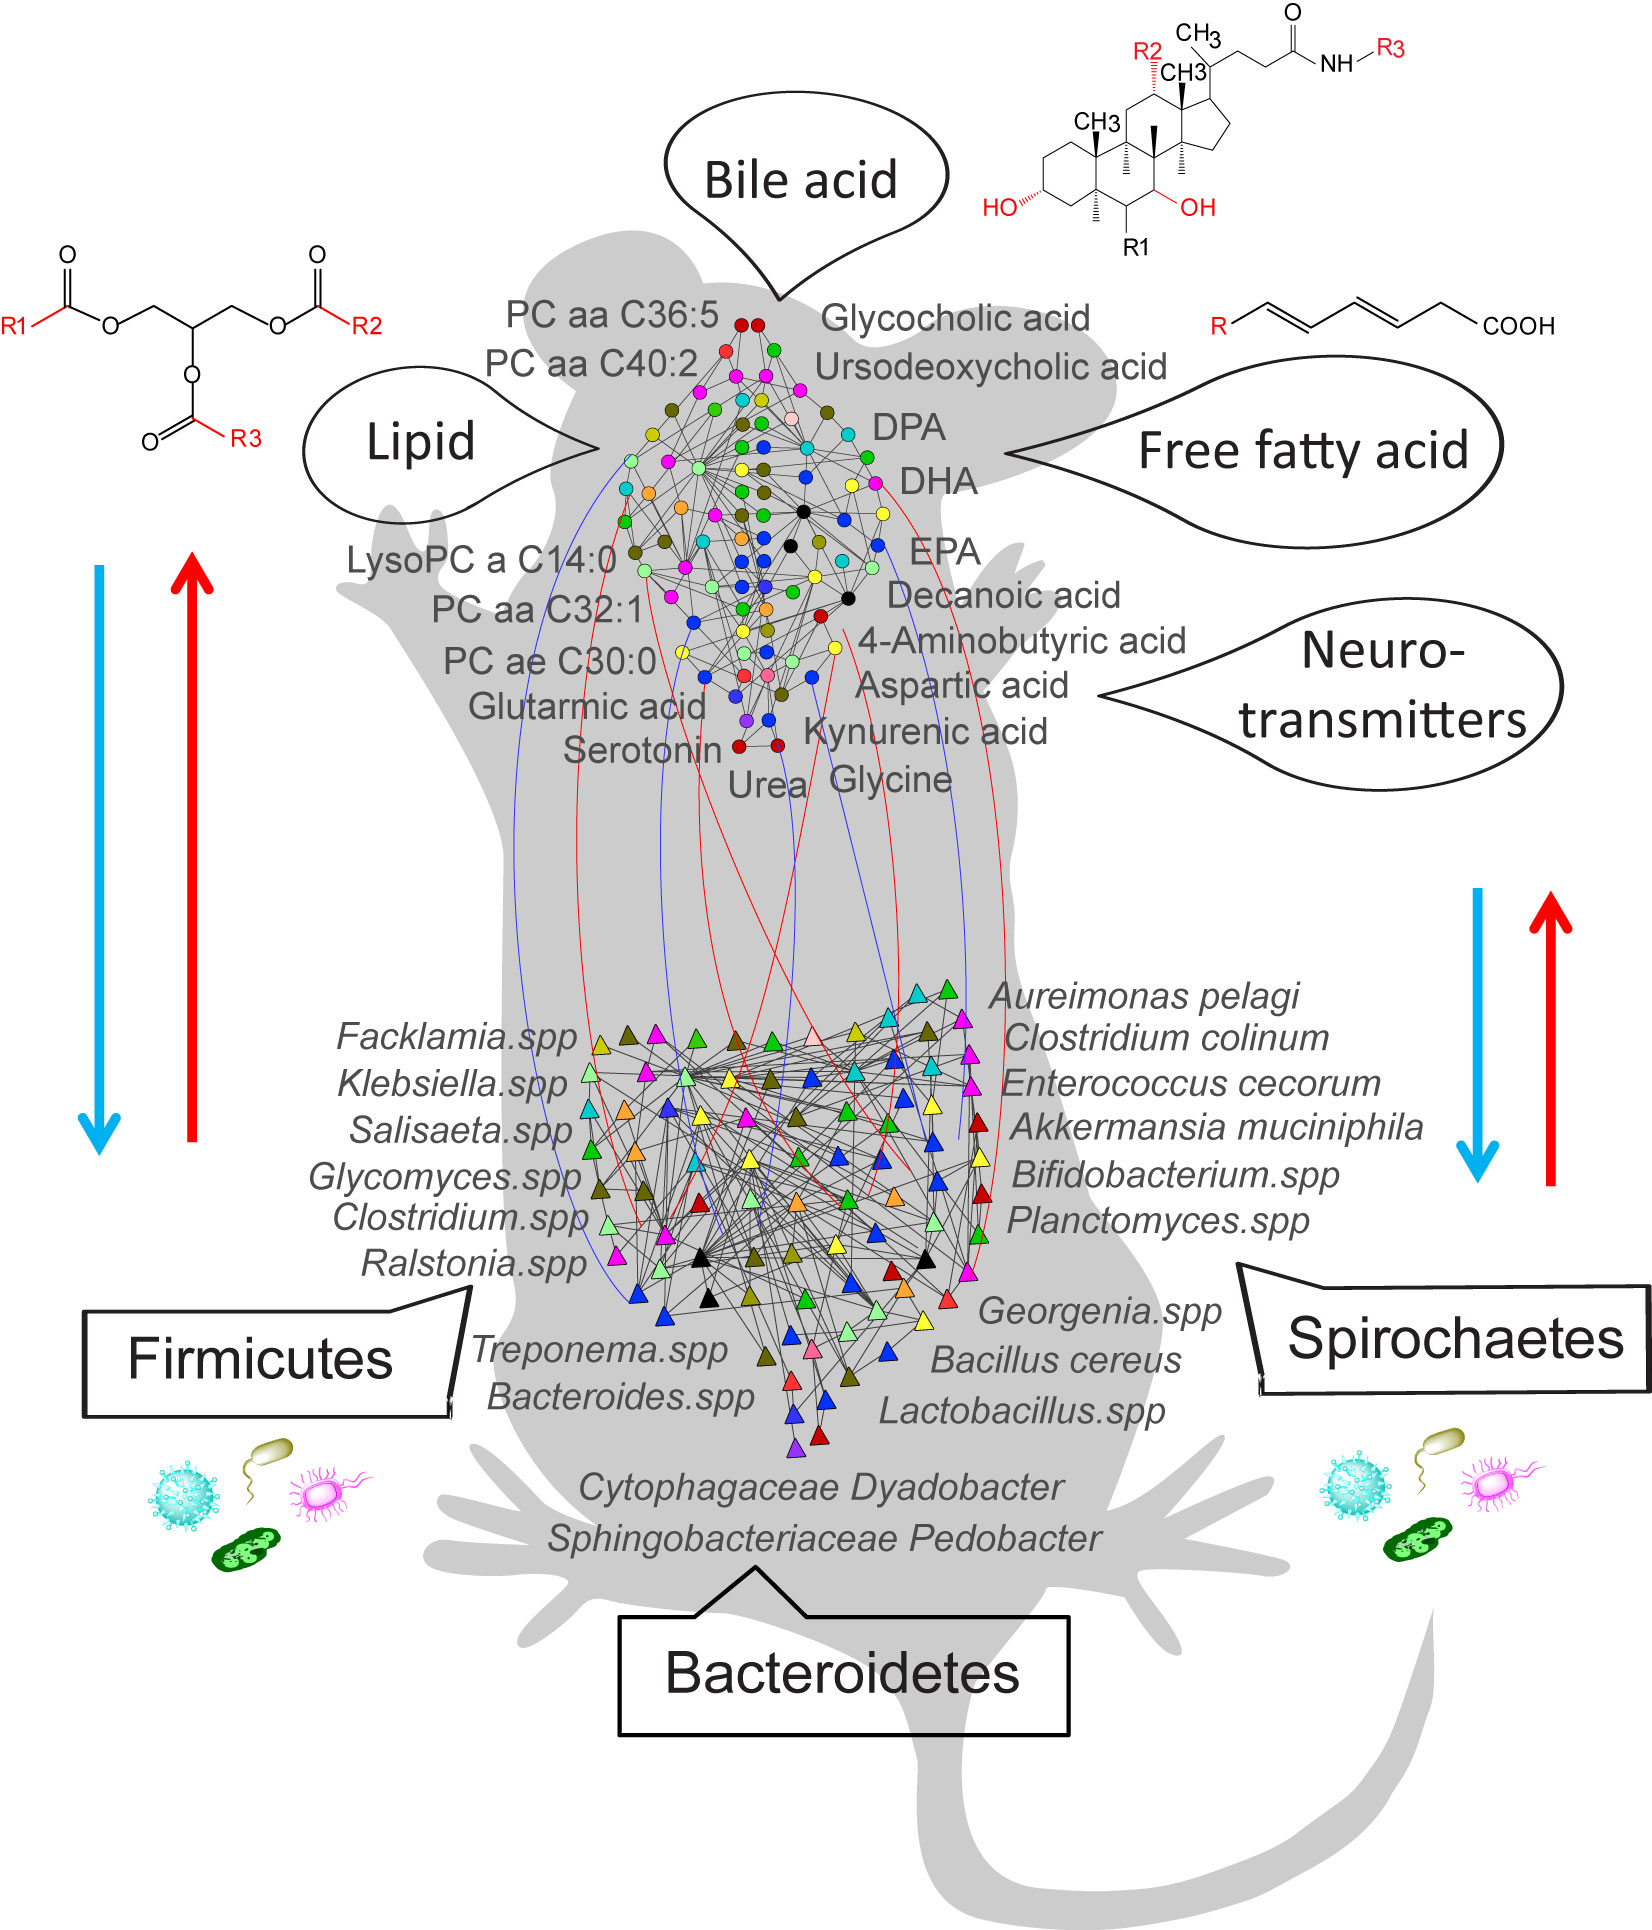 O
CH3
R2
CH3
NH
R3
CH3
HO
OH
R1
Bile acid
O
O
R1
O
O
R2
O
O
R3
R
COOH
PC aa C36:5
Glycocholic acid
PC aa C40:2
Ursodeoxycholic acid
Lipid
DPA
Free fatty acid
DHA
LysoPC a C14:0
EPA
Decanoic acid
PC aa C32:1
4-Aminobutyric acid
PC ae C30:0
Aspartic acid
Neuro-
transmitters
Glutarmic acid
Kynurenic acid
Serotonin
Urea
Glycine
Aureimonas pelagi
Facklamia.spp
Clostridium colinum
Klebsiella.spp
Enterococcus cecorum
Salisaeta.spp
Akkermansia muciniphila
Glycomyces.spp
Bifidobacterium.spp
Clostridium.spp
Planctomyces.spp
Ralstonia.spp
Georgenia.spp
Firmicutes
Treponema.spp
Bacillus cereus
Spirochaetes
Bacteroides.spp
Lactobacillus.spp
Cytophagaceae Dyadobacter
Sphingobacteriaceae Pedobacter
Bacteroidetes